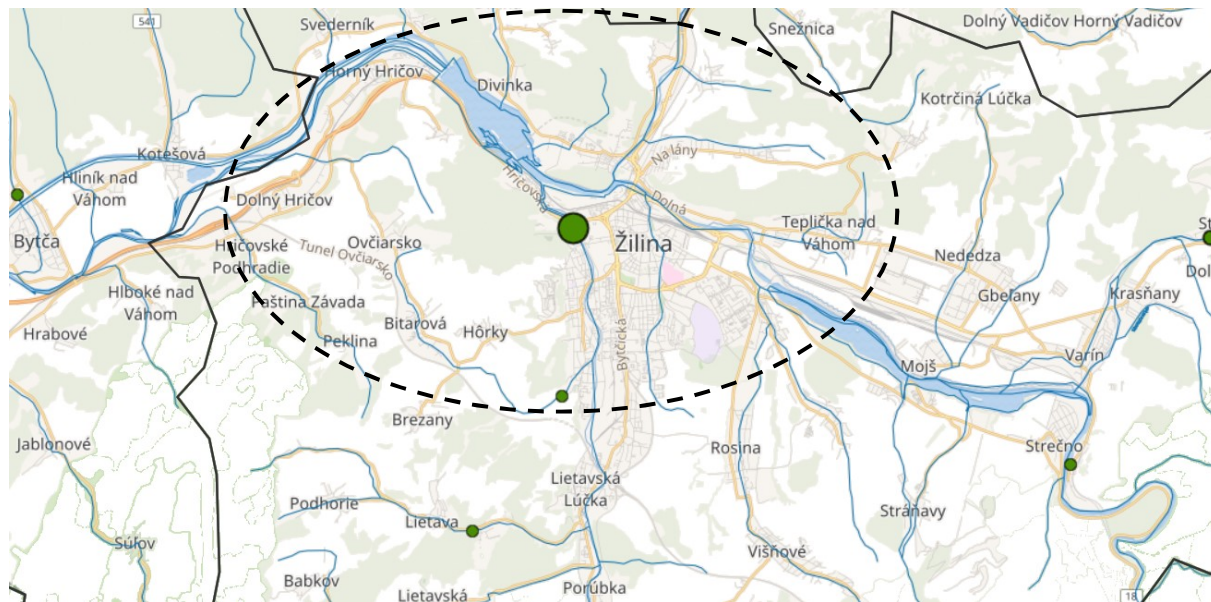 541
Svederník
Snežnica
Dolný Vadičov Horný Vadičov
Horný Hričov
Divinka
Kotrčiná Lúčka
Kotešová
Na lány
Hliník nad
Váhom
Hričovská
Dolný Hričov
Dolná
Teplička nad
Váhom
Bytča
Hričovské
Podhradie
Tunel Ovčiarsko
Ovčiarsko
Žilina
Nededza
Hlboké nad
Váhom
Paština Závada
Gbeľany
Krasňany
Hrabové
Peklina
Bitarová
Hôrky
Bytčická
Mojš
Varín
Brezany
Jablonové
Rosina
Strečno
Podhorie
Lietavská
Lúčka
Lietava
Stráňavy
Súľov
Višňové
Babkov
Porúbka
Lietavská
18